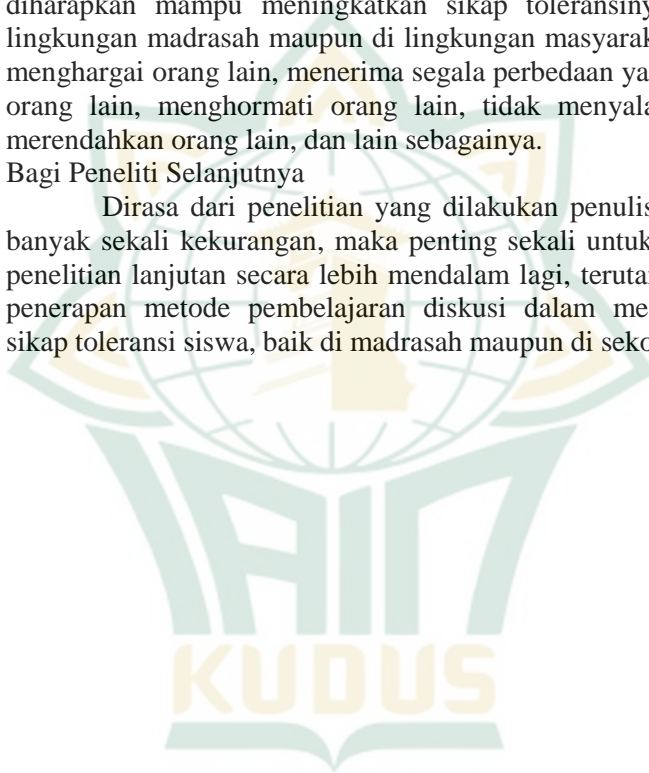 diharapkan mampu meningkatkan sikap toleransiny
lingkungan madrasah maupun di lingkungan masyarak
menghargai orang lain, menerima segala perbedaan ya
orang lain, menghormati orang lain, tidak menyala
merendahkan orang lain, dan lain sebagainya.
Bagi Peneliti Selanjutnya
Dirasa dari penelitian yang dilakukan penulis
banyak sekali kekurangan, maka penting sekali untuk
penelitian lanjutan secara lebih mendalam lagi, teruta
penerapan metode pembelajaran diskusi dalam me
sikap toleransi siswa, baik di madrasah maupun di seko
IAIN
KUDUS